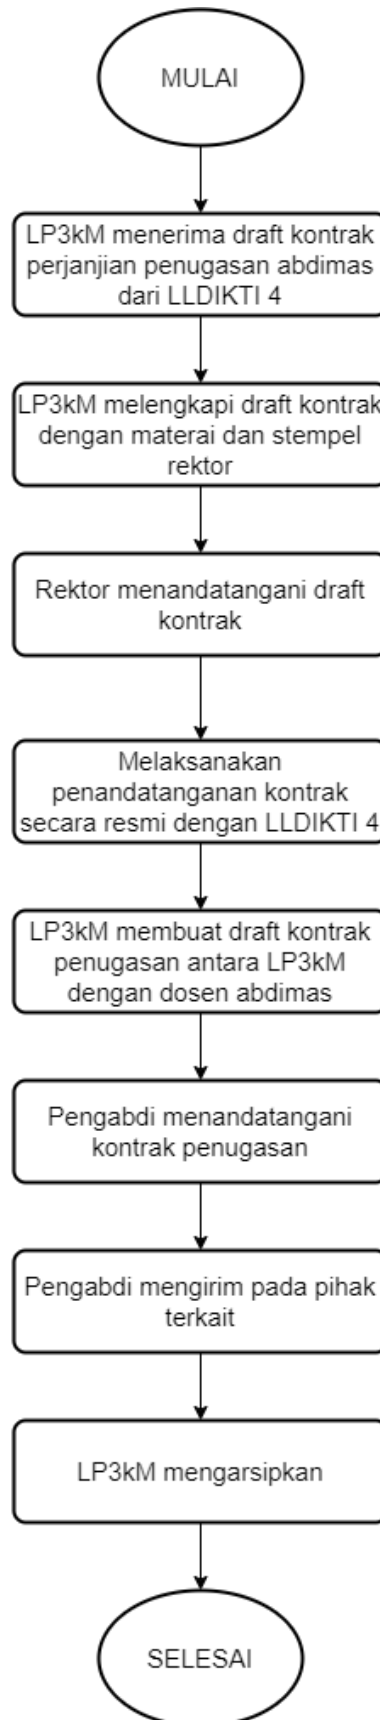 MULAI
LP3kM menerima draft kontrak
perjanjian penugasan abdimas
dari LLDIKTI 4
LP3kM melengkapi draft kontrak
dengan materai dan stempel
rektor
Rektor menandatangani draft
kontrak
Melaksanakan
penandatanganan kontrak
secara resmi dengan LLDIKTI 4
LP3kM membuat draft kontrak
penugasan antara LP3kM
dengan dosen abdimas
Pengabdi menandatangani
kontrak penugasan
Pengabdi mengirim pada pihak
terkait
LP3kM mengarsipkan
SELESAI